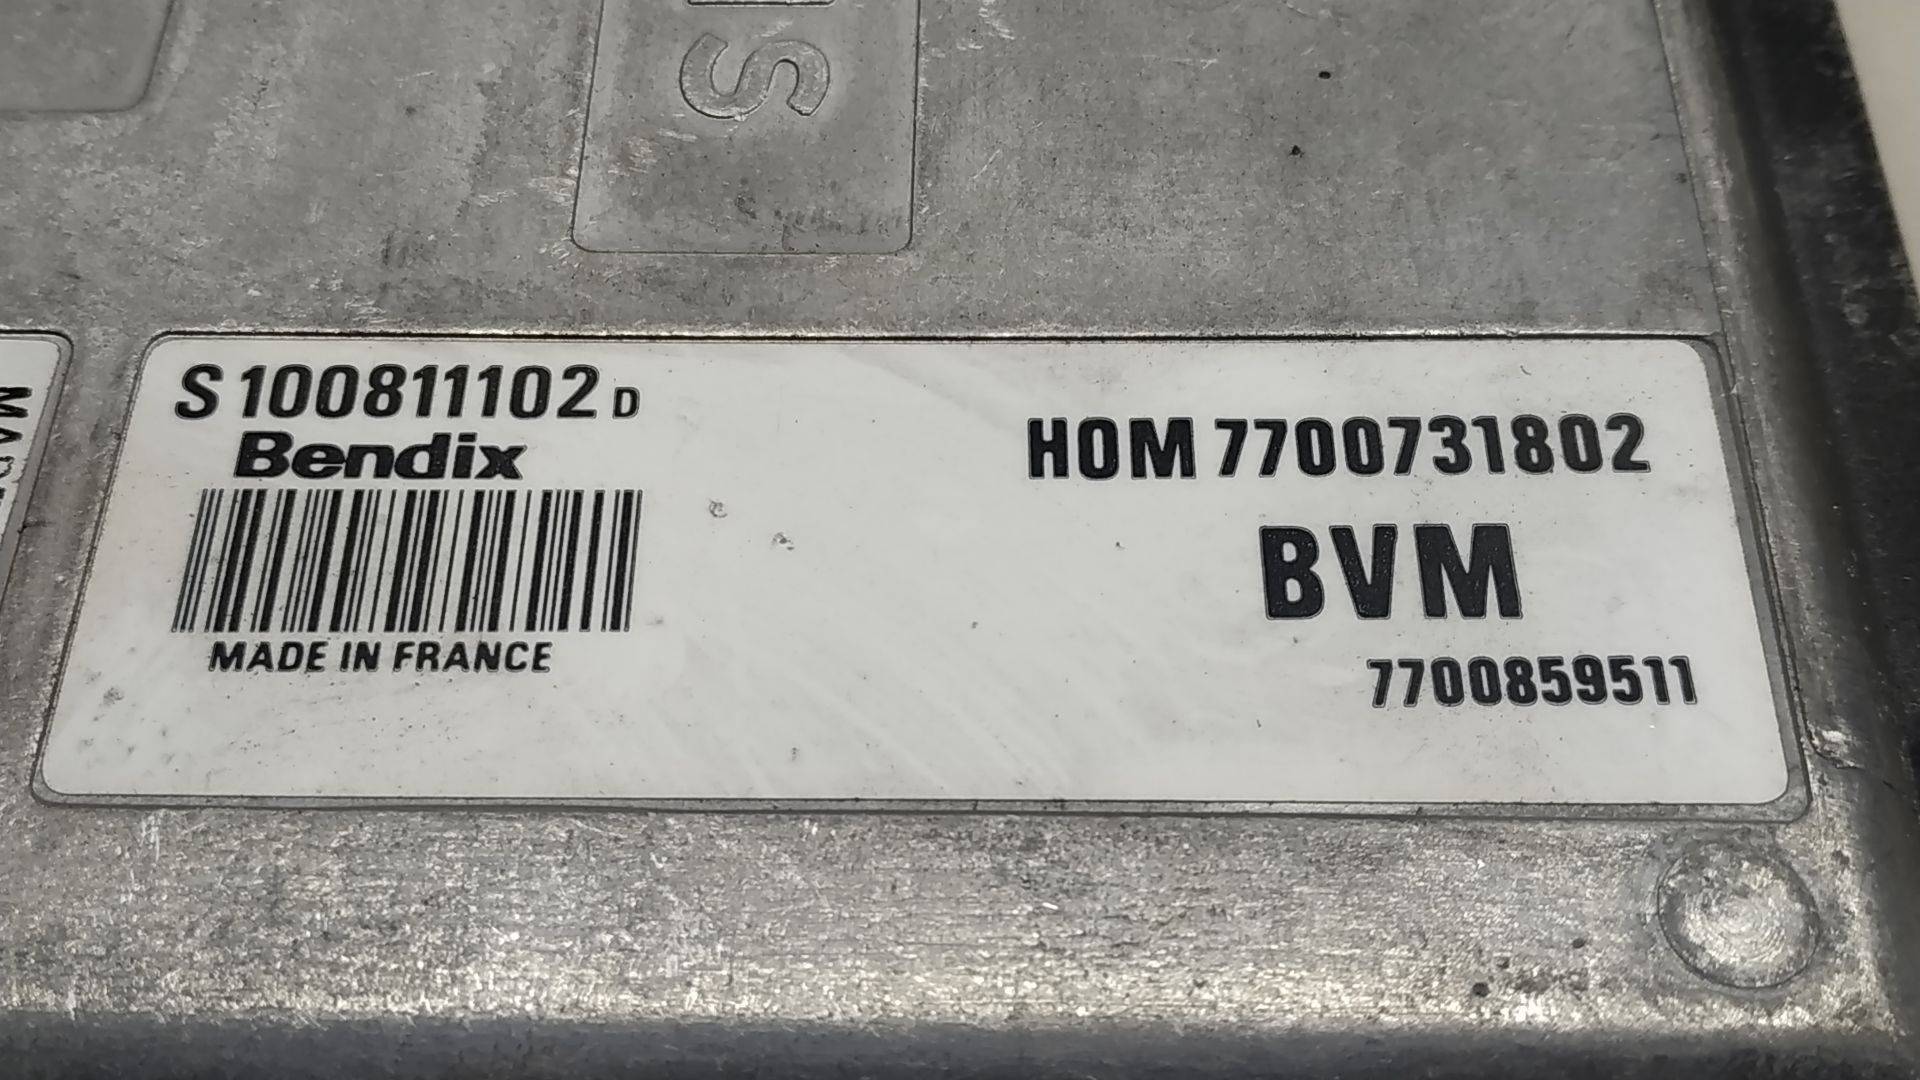 S
S 100811102 D
Bendix
MADE IN FRANCE
HOM 7700731802
BVM
7700859511